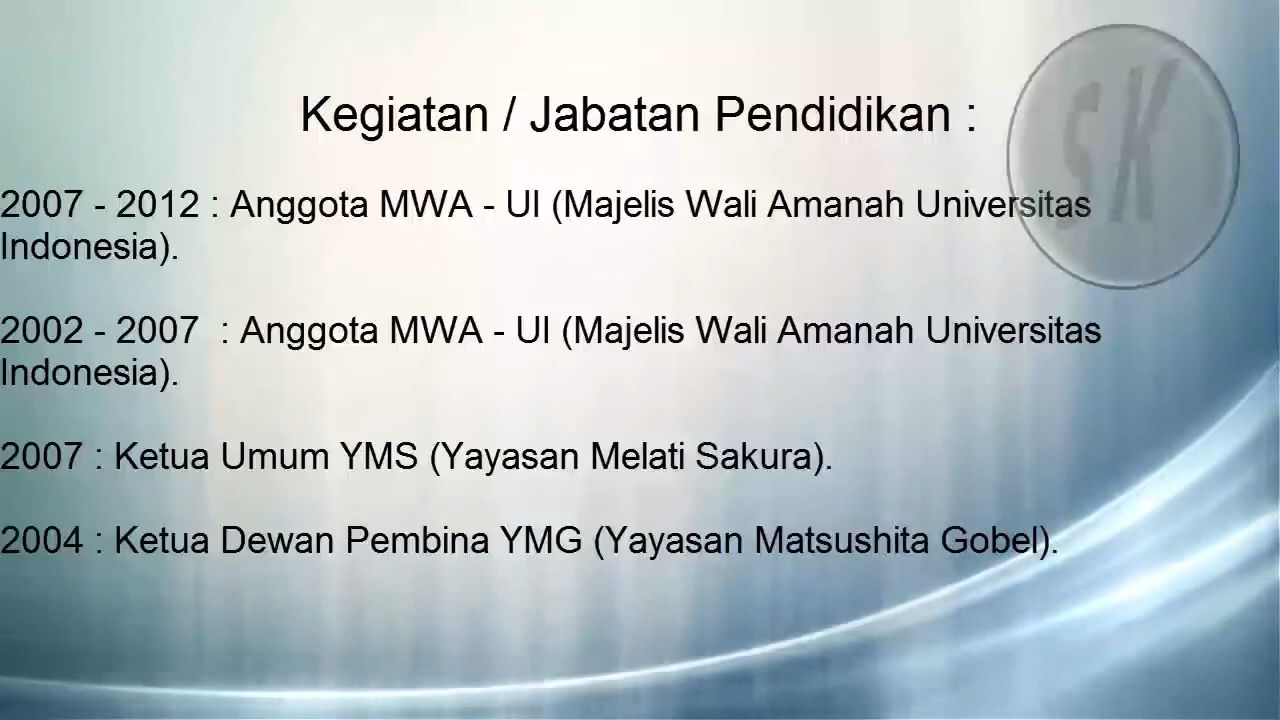 SK
Kegiatan / Jabatan Pendidikan :
2007 - 2012 : Anggota MWA - UI (Majelis Wali Amanah Universitas
Indonesia).
2002 - 2007  : Anggota MWA - UI (Majelis Wali Amanah Universitas
Indonesia).
2007 : Ketua Umum YMS (Yayasan Melati Sakura).
2004 : Ketua Dewan Pembina YMG (Yayasan Matsushita Gobel).